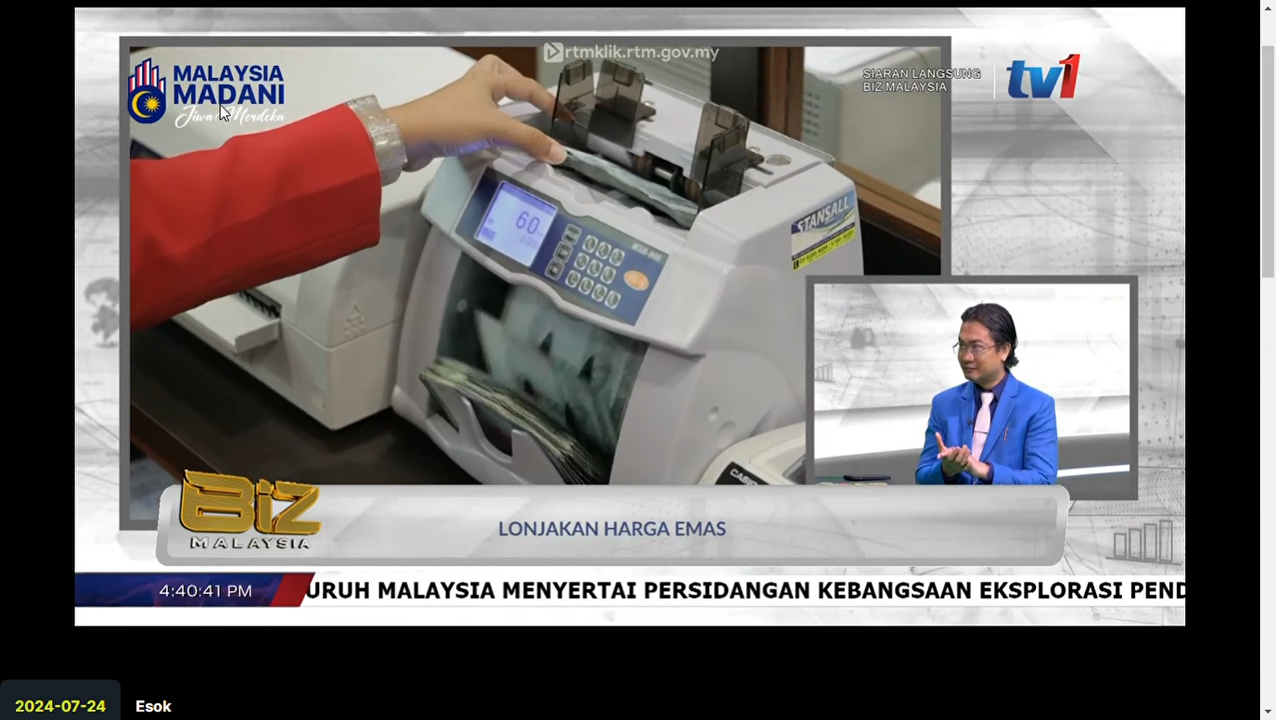 rtmklik.rtm.gov.my
MALAYSIA
MADANI
Jiwa Merdeka
SIARAN LANGSUNG
BIZ MALAYSIA
tv1
STANSALL
60
CASIO
BiZ
MALAYSIA
LONJAKAN HARGA EMAS
4:40:41 PM
URUH MALAYSIA MENYERTAI PERSIDANGAN KEBANGSAAN EKSPLORASI PEND
2024-07-24
Esok